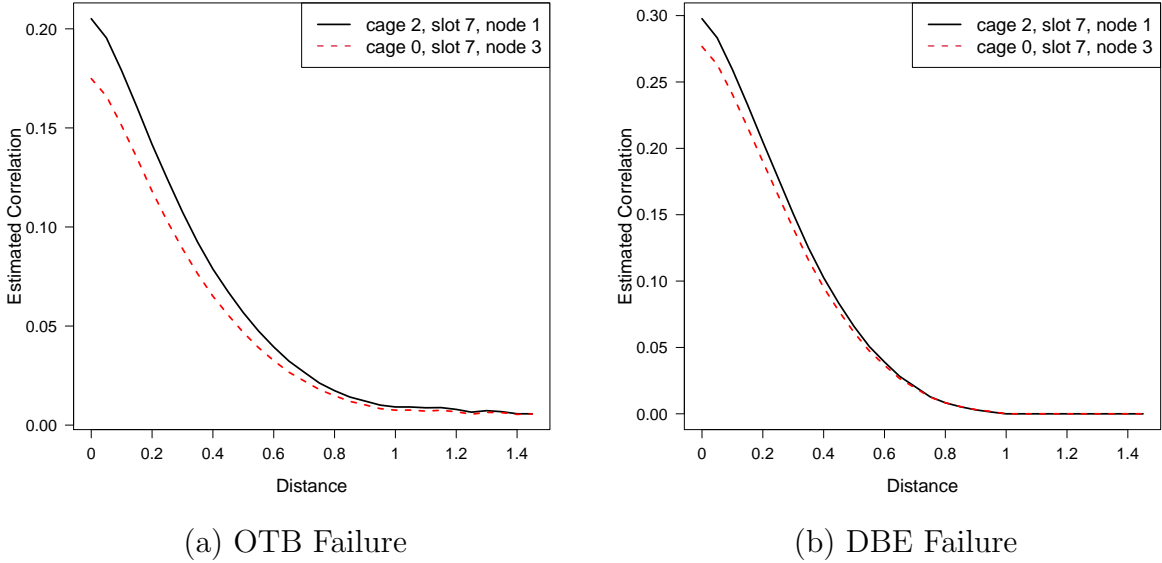 cage 2, slot 7, node 1
cage 0, slot 7, node 3
0.20
0.15
0.10
0.05
0.00
Estimated Correlation
0 0.2 0.4 0.6 0.8 1 1.2 1.4
Distance
(a) OTB Failure
cage 2, slot 7, node 1
cage 0, slot 7, node 3
0.30
0.25
0.20
0.15
0.10
0.05
0.00
Estimated Correlation
0 0.2 0.4 0.6 0.8 1 1.2 1.4
Distance
(b) DBE Failure